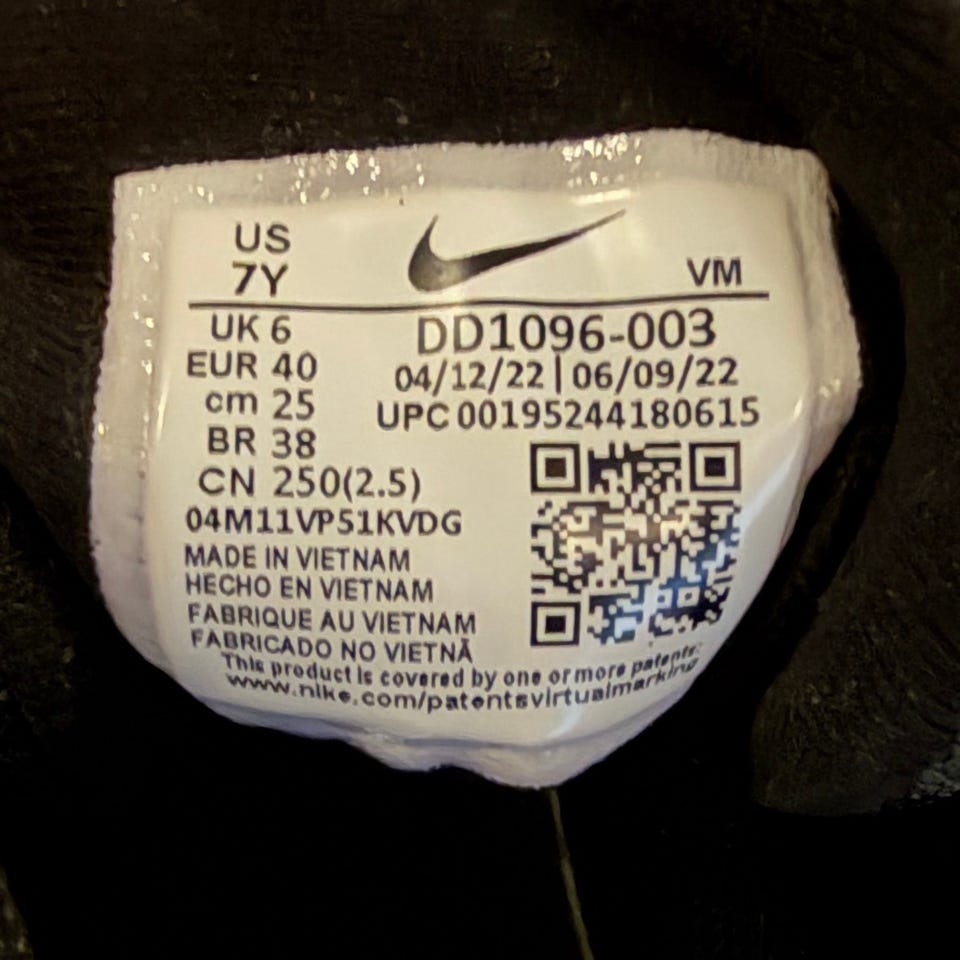 US
7Y
VM
UK 6
EUR 40
cm 25
BR 38
CN 250(2.5)
DD1096-003
04/12/22 | 06/09/22
UPC 00195244180615
04M11VP51KVDG
MADE IN VIETNAM
HECHO EN VIETNAM
FABRIQUE AU VIETNAM
FABRICADO NO VIETNÃ
This product is covered by one or more patents:
www.nike.com/patentsvirtualmarking